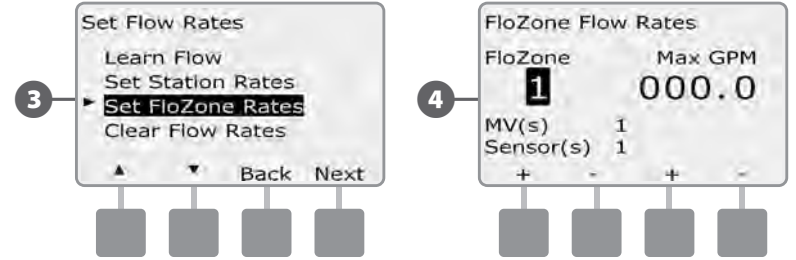 3
Set Flow Rates
Learn Flow
Set Station Rates
Set FloZone Rates
Clear Flow Rates
Back Next
4
FloZone Flow Rates
FloZone Max GPM
1 000.0
MV(s) 1
Sensor(s) 1
+ - + -